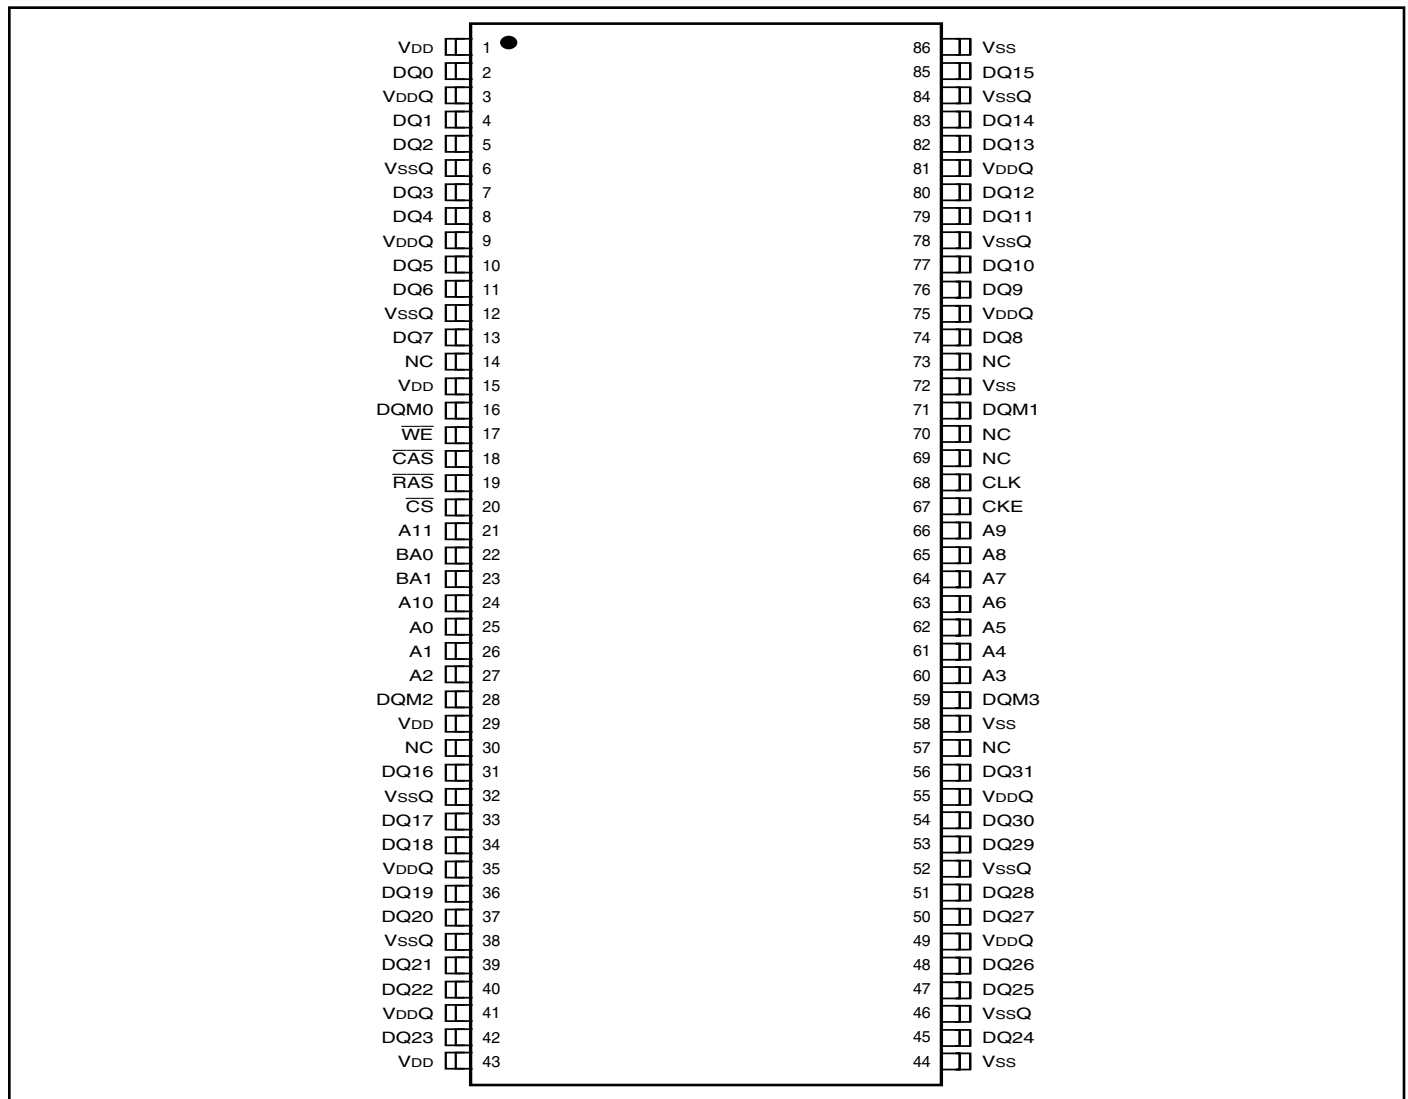 VDD 1 86 VSS
DQ0 2 85 DQ15
VDDQ 3 84 VSSQ
DQ1 4 83 DQ14
DQ2 5 82 DQ13
VSSQ 6 81 VDDQ
DQ3 7 80 DQ12
DQ4 8 79 DQ11
VDDQ 9 78 VSSQ
DQ5 10 77 DQ10
DQ6 11 76 DQ9
VSSQ 12 75 VDDQ
DQ7 13 74 DQ8
NC 14 73 NC
VDD 15 72 VSS
DQM0 16 71 DQM1
W̅E̅ 17 70 NC
C̅A̅S̅ 18 69 NC
R̅A̅S̅ 19 68 CLK
C̅S̅ 20 67 CKE
A11 21 66 A9
BA0 22 65 A8
BA1 23 64 A7
A10 24 63 A6
A0 25 62 A5
A1 26 61 A4
A2 27 60 A3
DQM2 28 59 DQM3
VDD 29 58 VSS
NC 30 57 NC
DQ16 31 56 DQ31
VSSQ 32 55 VDDQ
DQ17 33 54 DQ30
DQ18 34 53 DQ29
VDDQ 35 52 VSSQ
DQ19 36 51 DQ28
DQ20 37 50 DQ27
VSSQ 38 49 VDDQ
DQ21 39 48 DQ26
DQ22 40 47 DQ25
VDDQ 41 46 VSSQ
DQ23 42 45 DQ24
VDD 43 44 VSS